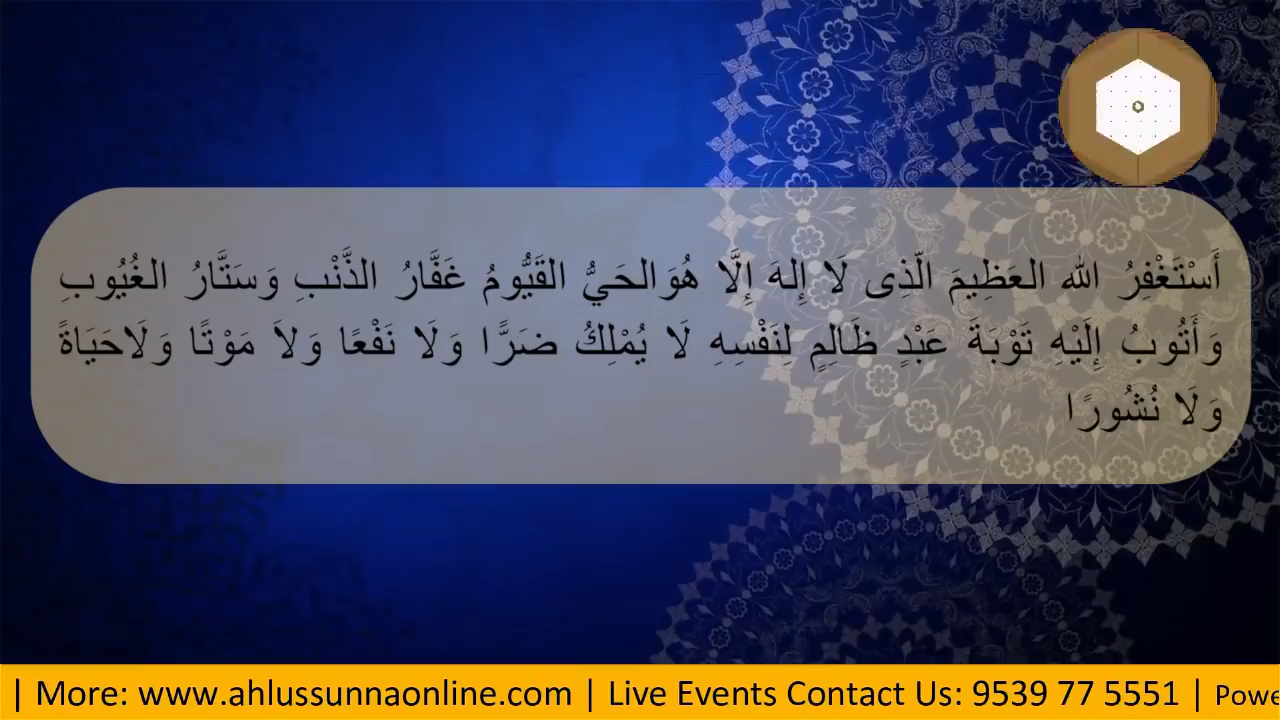 أَسْتَغْفِرُ الله العَظِيمَ الّذِى لَا إِلهَ إِلَّا هُوَ الحَيُّ القَيُّومُ غَفَّارُ الذَّنْبِ وَسَتَّارُ الغُيُوبِ
وَأَتُوبُ إِلَيْهِ تَوْبَةَ عَبْدٍ ظَالِمٍ لِنَفْسِهِ لَا يُمْلِكُ ضَرًّا وَلَا نَفْعًا وَلاَ مَوْتًا وَلَاحَيَاةً
وَلَا نُشُورًا
| More: www.ahlussunnaonline.com | Live Events Contact Us: 9539 77 5551 | Powe